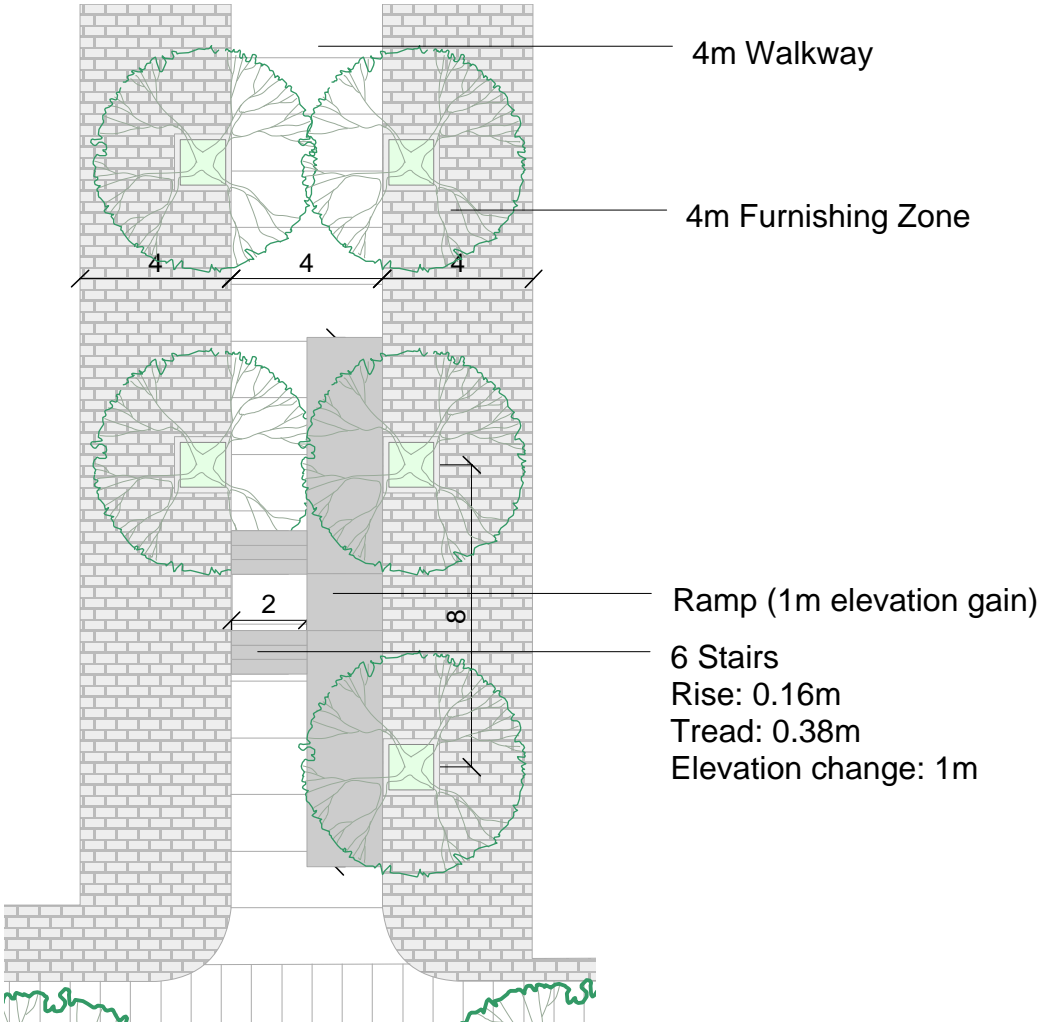 4m Walkway
4m Furnishing Zone
4 4 4
Ramp (1m elevation gain)
2
8
6 Stairs
Rise: 0.16m
Tread: 0.38m
Elevation change: 1m